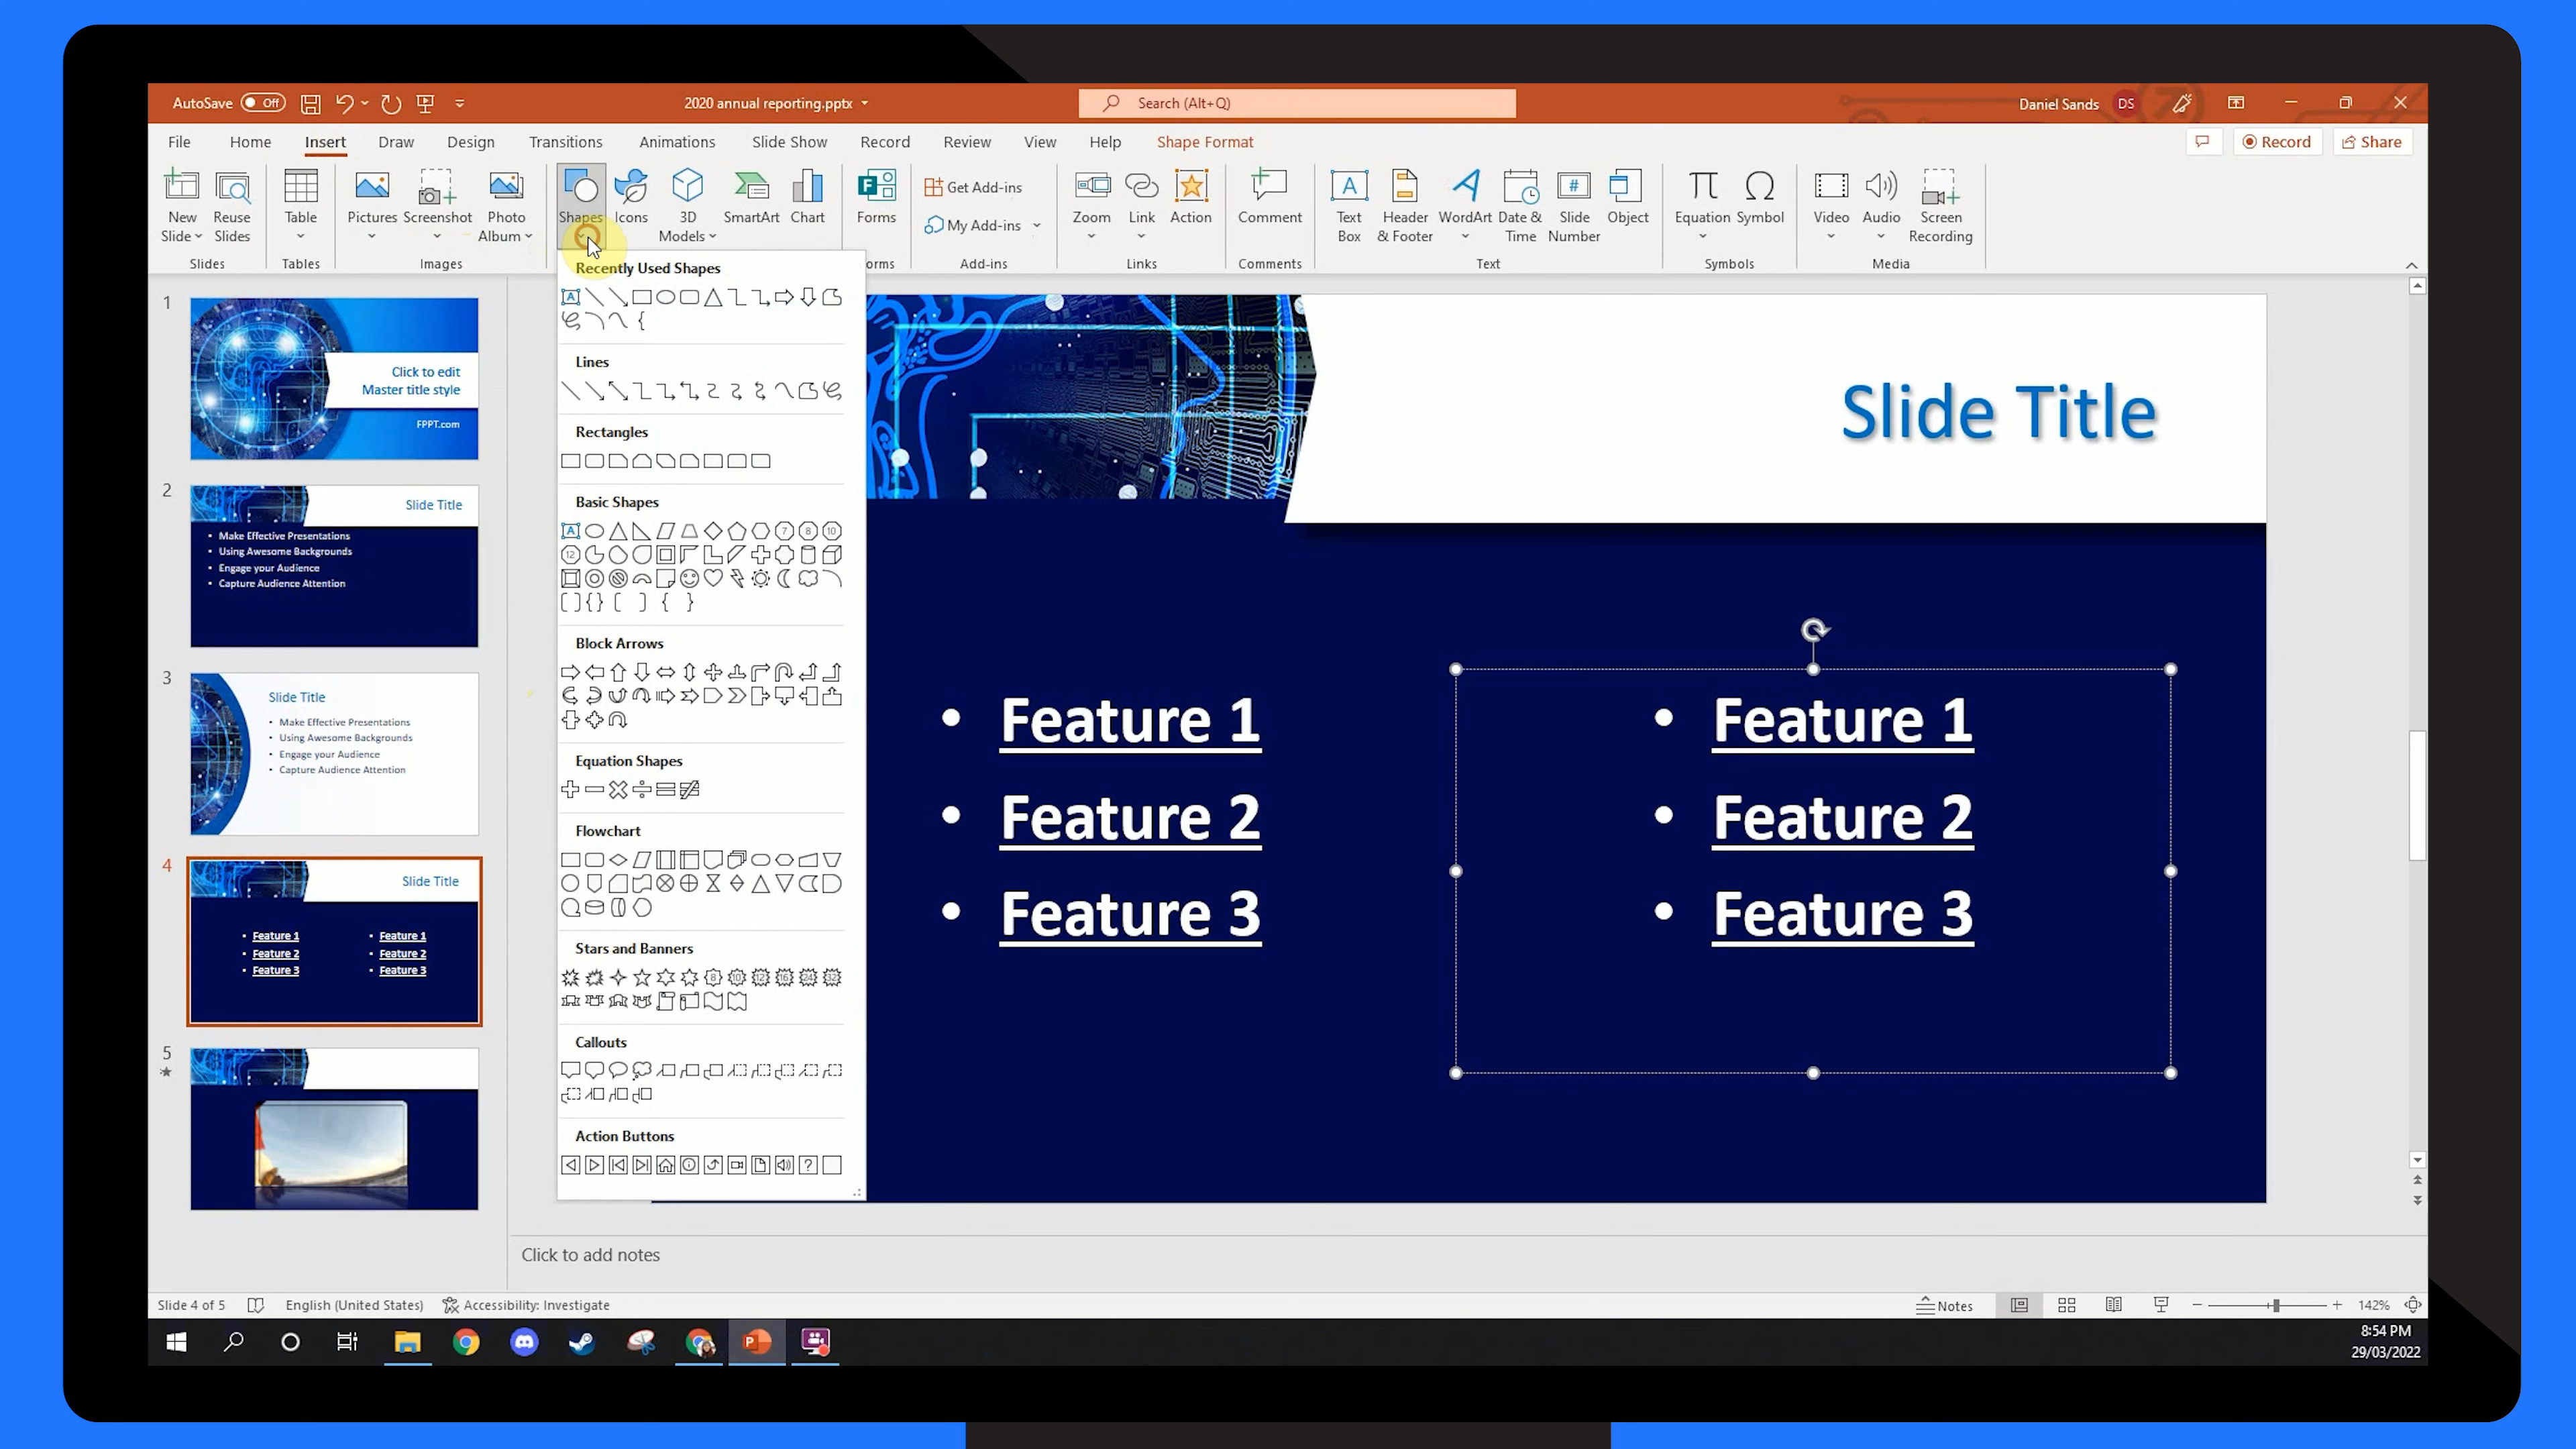 AutoSave Off
2020 annual reporting.pptx
Search (Alt+Q)
Daniel Sands DS
File Home Insert Draw Design Transitions Animations Slide Show Record Review View Help Shape Format
Record Share
New Slide
Reuse Slides
Table
Pictures
Screenshot
Photo Album
Shapes
Icons
3D Models
SmartArt
Chart
Forms
Get Add-ins
My Add-ins
Zoom
Link
Action
Comment
Text Box
Header & Footer
WordArt
Date & Time
Slide Number
Object
Equation
Symbol
Video
Audio
Screen Recording
Slides Tables Images orms Add-ins Links Comments Text Symbols Media
Recently Used Shapes
Lines
Rectangles
Basic Shapes
Block Arrows
Equation Shapes
Flowchart
Stars and Banners
Callouts
Action Buttons
1
Click to edit
Master title style
FPPT.com
2
Slide Title
• Make Effective Presentations
• Using Awesome Backgrounds
• Engage your Audience
• Capture Audience Attention
3
Slide Title
• Make Effective Presentations
• Using Awesome Backgrounds
• Engage your Audience
• Capture Audience Attention
4
Slide Title
• Feature 1
• Feature 2
• Feature 3
• Feature 1
• Feature 2
• Feature 3
5
Slide Title
• Feature 1
• Feature 2
• Feature 3
• Feature 1
• Feature 2
• Feature 3
Click to add notes
Slide 4 of 5 English (United States) Accessibility: Investigate
Notes 142%
8:54 PM
29/03/2022